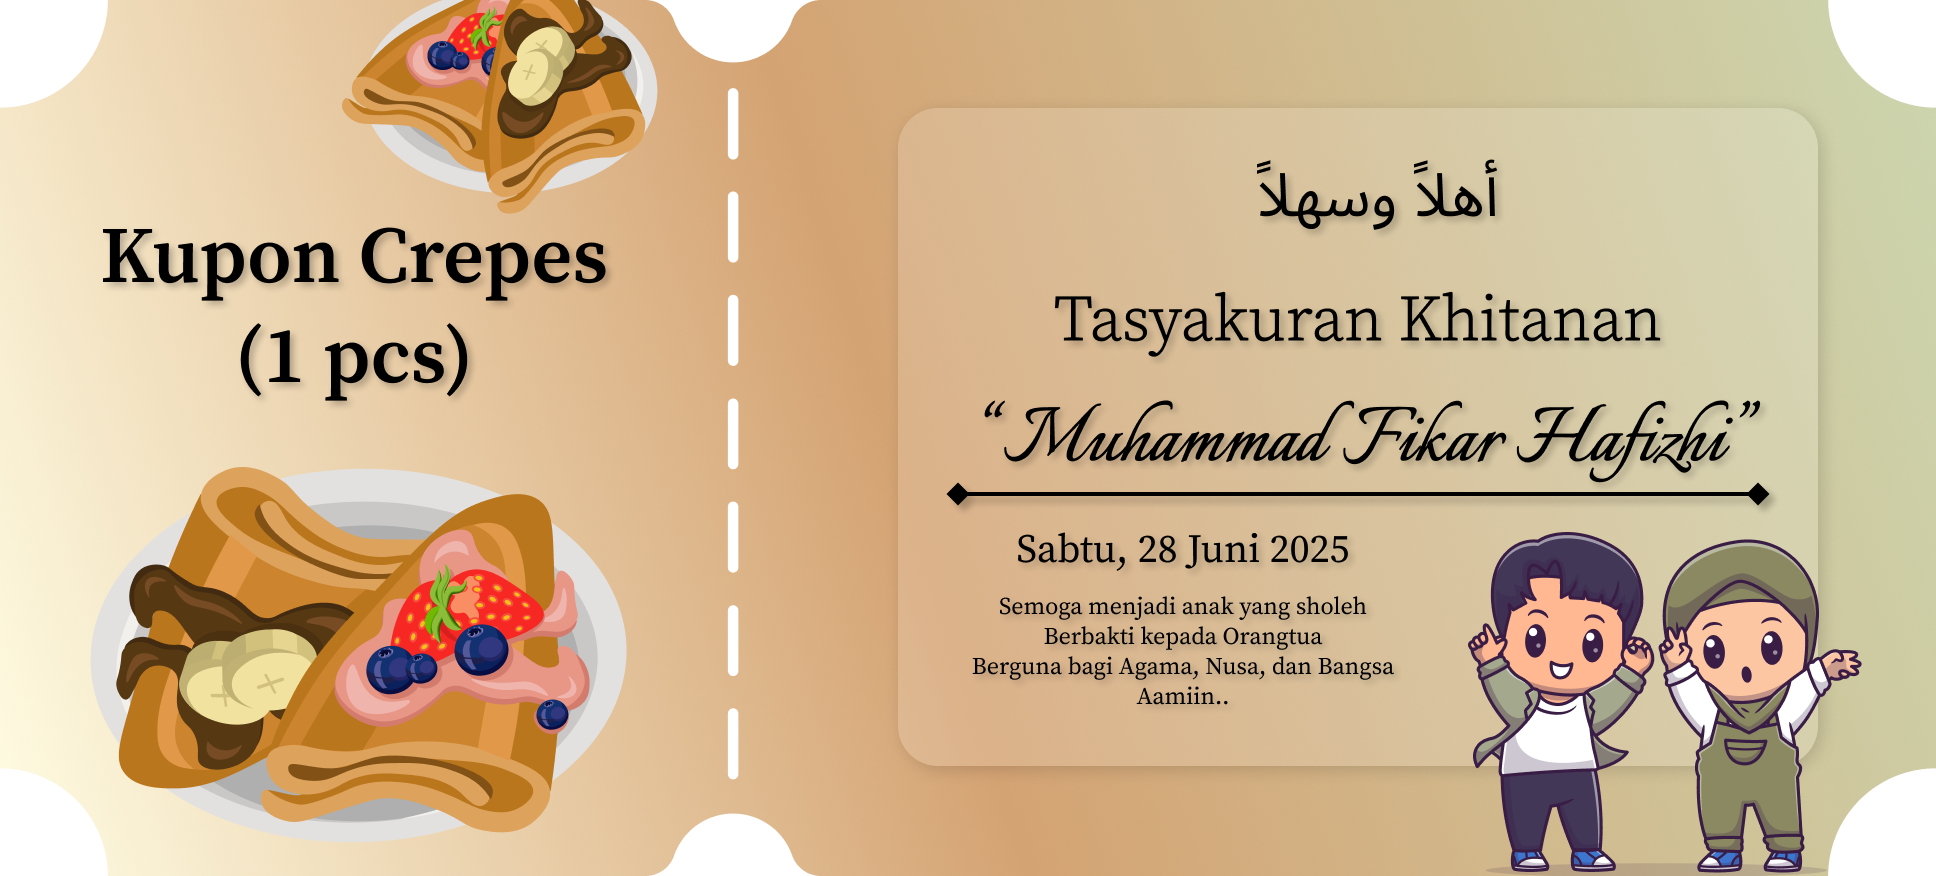 Kupon Crepes
(1 pcs)
أهلاً وسهلاً
Tasyakuran Khitanan
“ Muhammad Fikar Hafizhi”
Sabtu, 28 Juni 2025
Semoga menjadi anak yang sholeh
Berbakti kepada Orangtua
Berguna bagi Agama, Nusa, dan Bangsa
Aamiin..